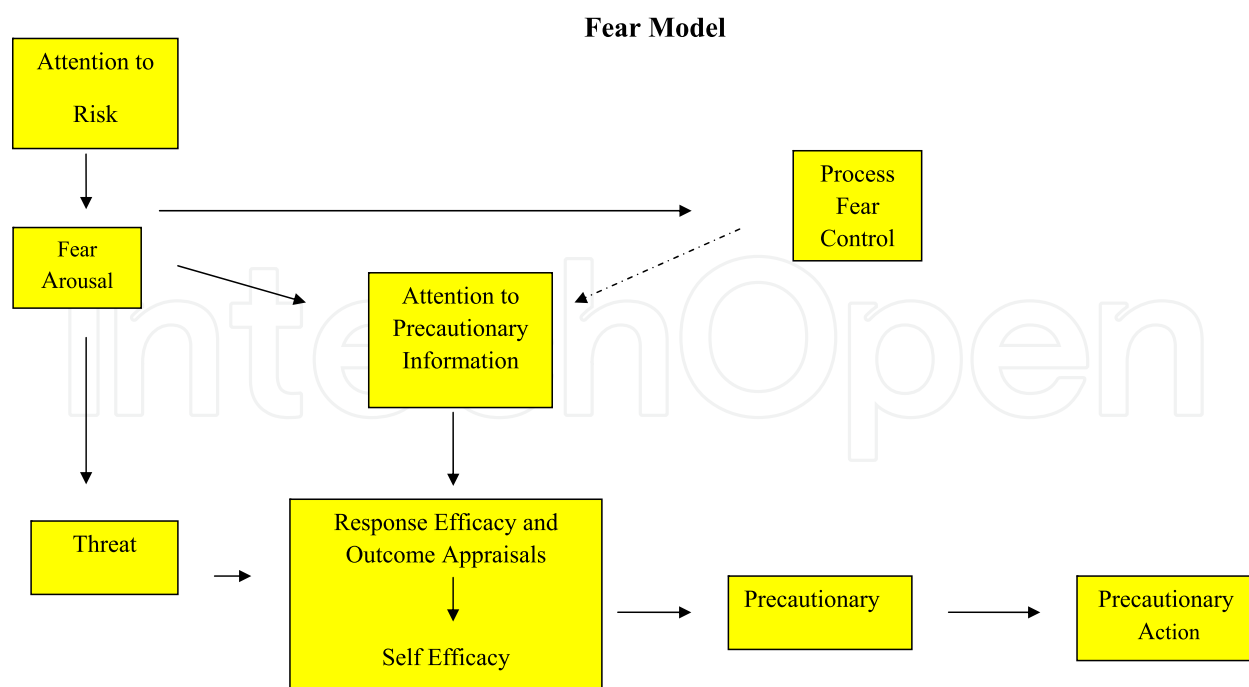 Fear Model
Attention to
Risk
Process
Fear
Control
Fear
Arousal
Attention to
Precautionary
Information
IntechOpen
Response Efficacy and
Outcome Appraisals
Threat
Self Efficacy
Precautionary
Precautionary
Action